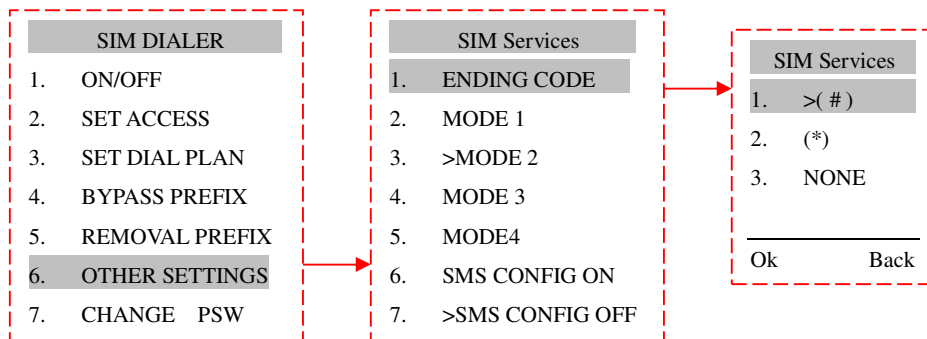 SIM DIALER
1. ON/OFF
2. SET ACCESS
3. SET DIAL PLAN
4. BYPASS PREFIX
5. REMOVAL PREFIX
6. OTHER SETTINGS
7. CHANGE PSW
SIM Services
1. ENDING CODE
2. MODE 1
3. >MODE 2
4. MODE 3
5. MODE4
6. SMS CONFIG ON
7. >SMS CONFIG OFF
SIM Services
1. >( # )
2. (*)
3. NONE
Ok Back